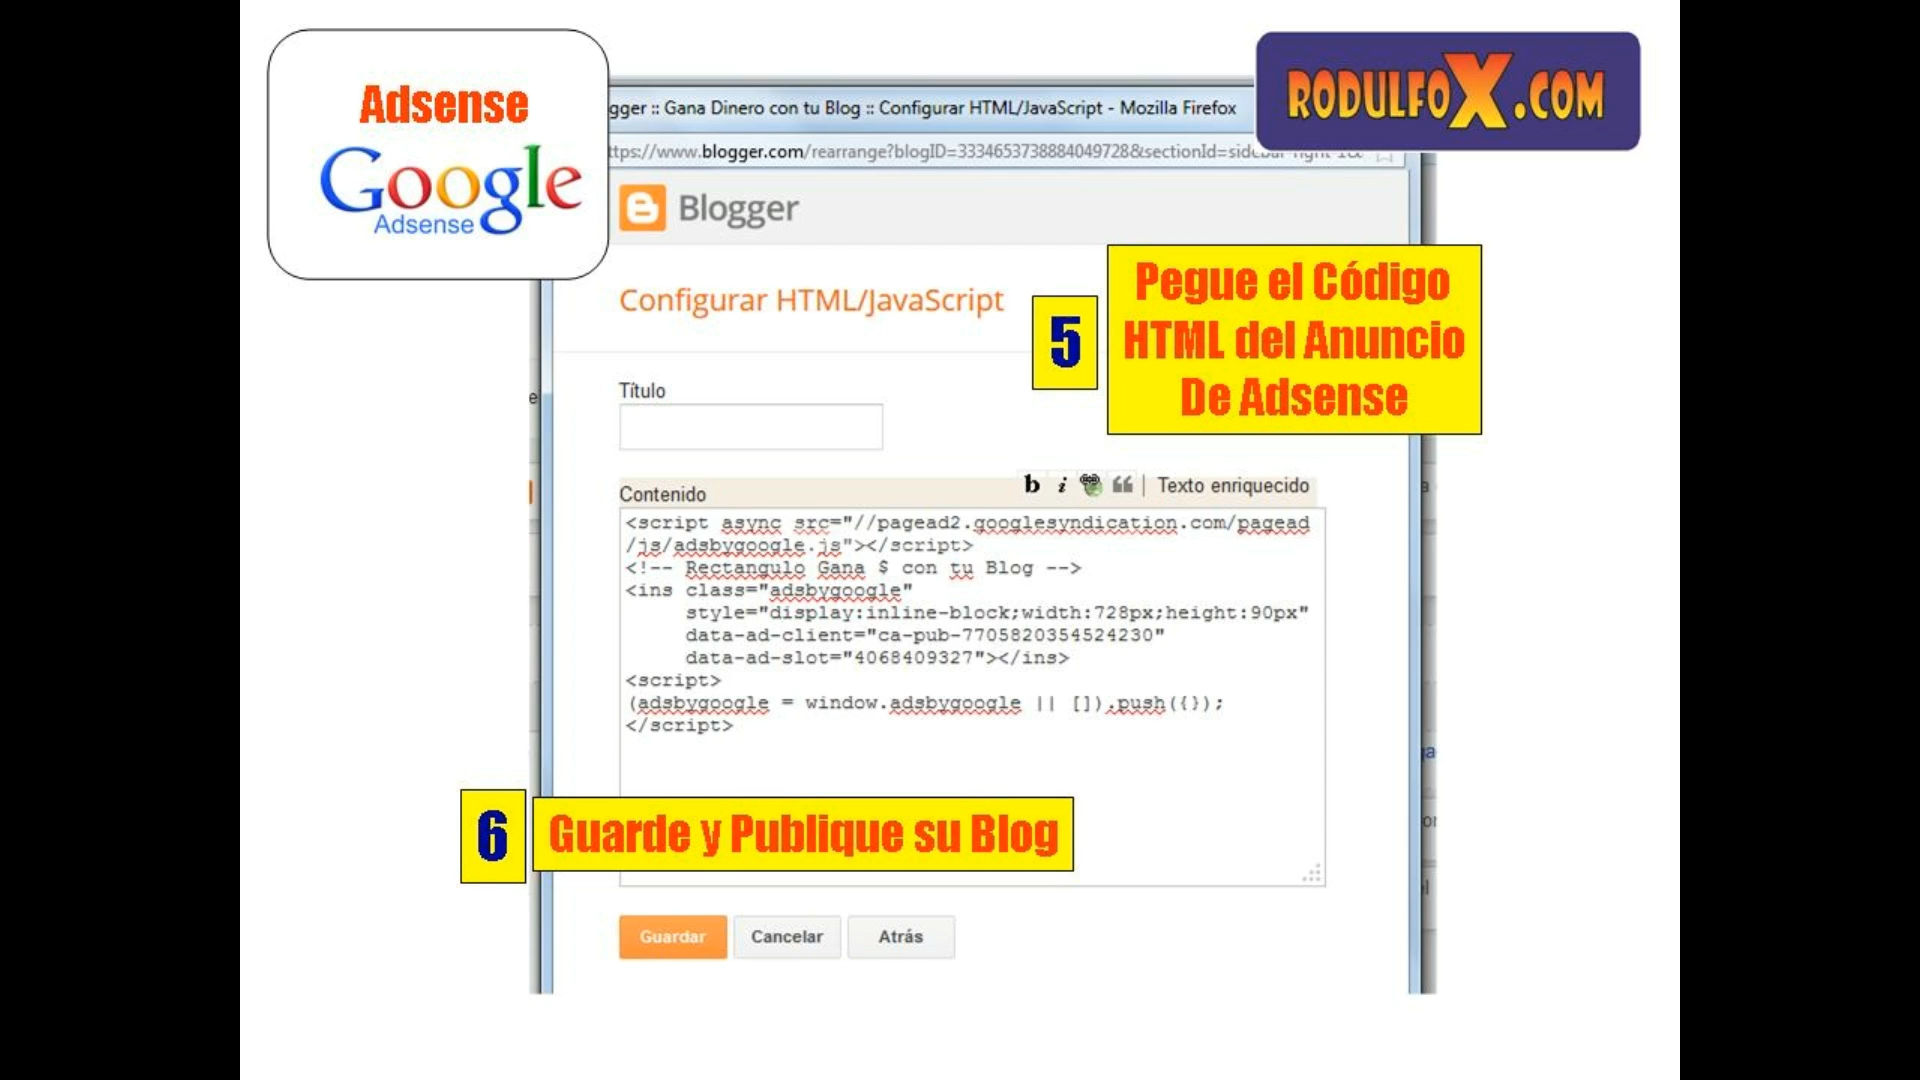 Adsense
Google
Adsense
RODULFOX.COM
gger :: Gana Dinero con tu Blog :: Configurar HTML/JavaScript - Mozilla Firefox
ttps://www.blogger.com/rearrange?blogID=3334653738884049728&sectionId=sidebar-right-1&
Blogger
Configurar HTML/JavaScript
5
Pegue el Código
HTML del Anuncio
De Adsense
Título
Contenido
b i Texto enriquecido
<script async src="//pagead2.googlesyndication.com/pagead
/js/adsbygoogle.js"></script>
<!-- Rectangulo Gana $ con tu Blog -->
<ins class="adsbygoogle"
style="display:inline-block;width:728px;height:90px"
data-ad-client="ca-pub-7705820354524230"
data-ad-slot="4068409327"></ins>
<script>
(adsbygoogle = window.adsbygoogle || []).push({});
</script>
6
Guarde y Publique su Blog
Guardar Cancelar Atrás